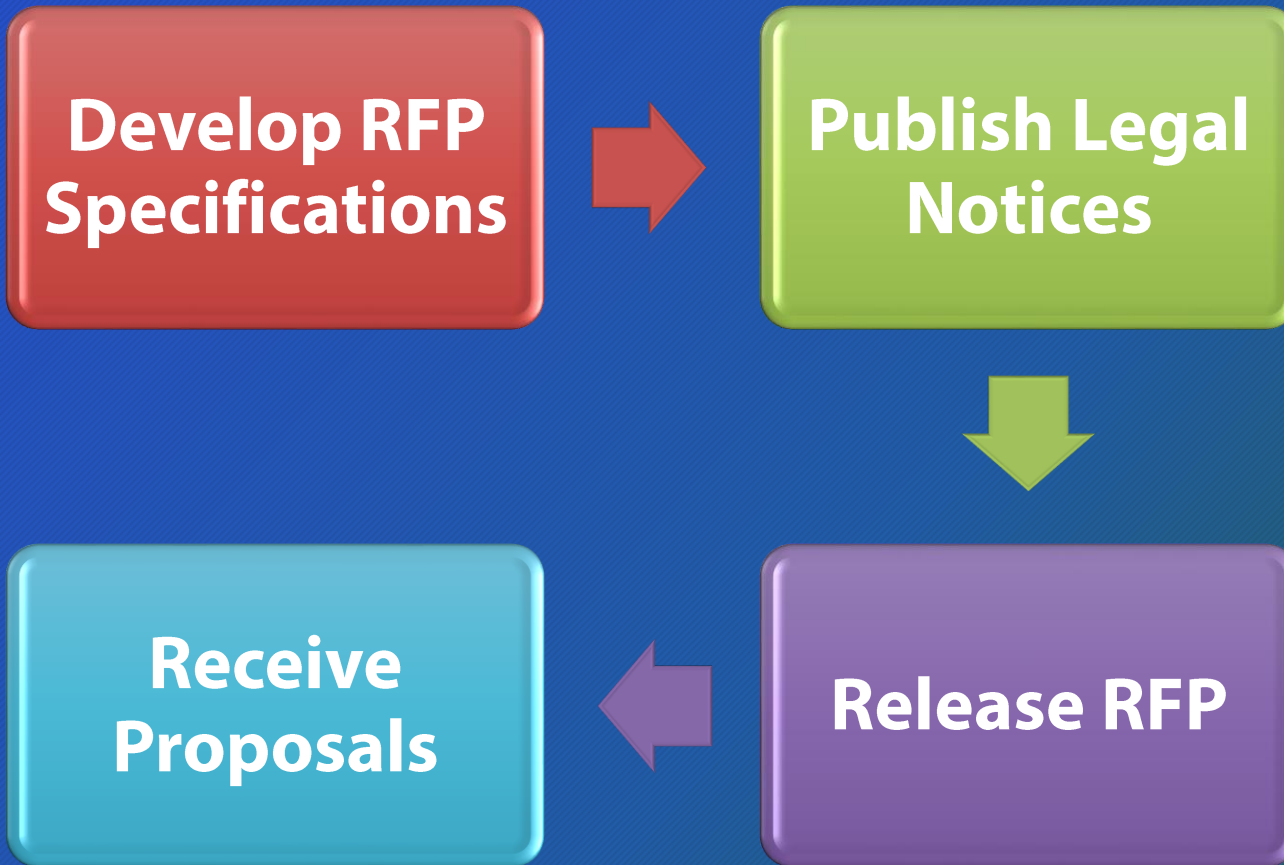 Develop RFP
Specifications
Publish Legal
Notices
Release RFP
Receive
Proposals